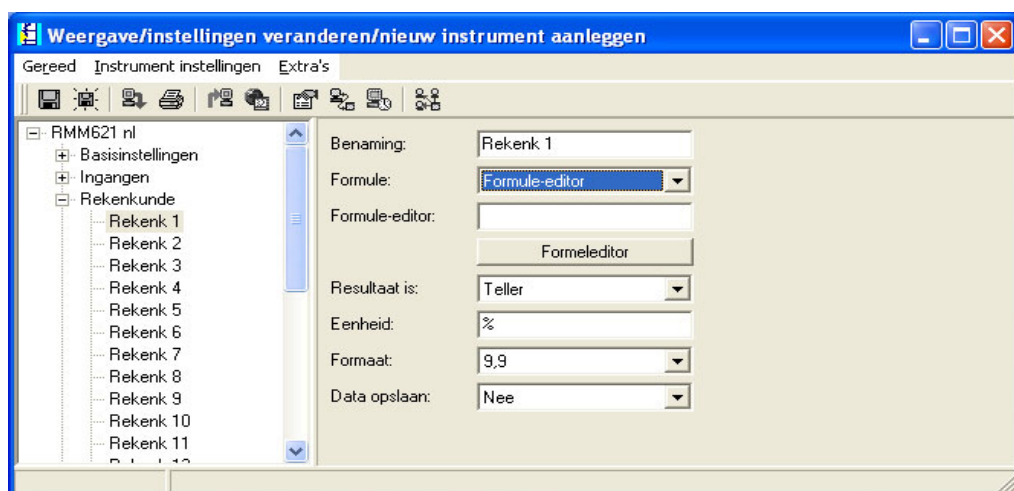 Weergave/instellingen veranderen/nieuw instrument aanleggen
Gereed Instrument instellingen Extra's
RMM621 nl
Basisinstellingen
Ingangen
Rekenkunde
Rekenk 1
Rekenk 2
Rekenk 3
Rekenk 4
Rekenk 5
Rekenk 6
Rekenk 7
Rekenk 8
Rekenk 9
Rekenk 10
Rekenk 11
Benaming: Rekenk 1
Formule: Formule-editor
Formule-editor:
Formeleditor
Resultaat is: Teller
Eenheid: %
Formaat: 9,9
Data opslaan: Nee